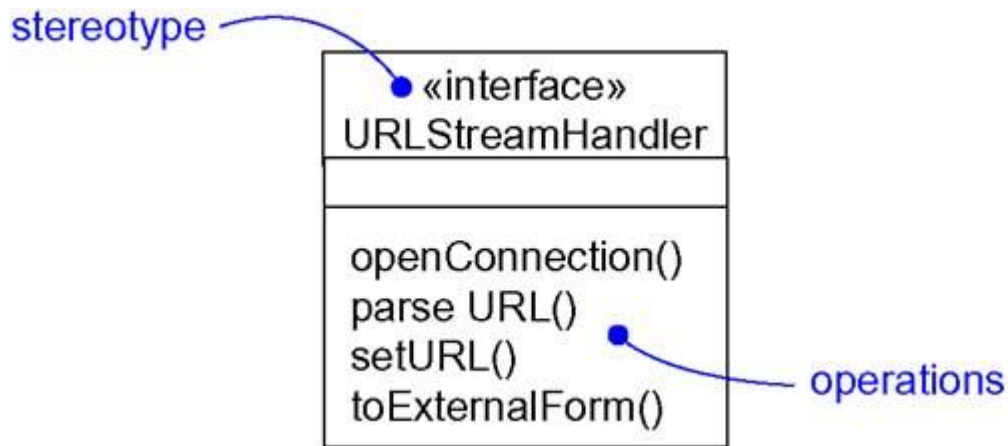 stereotype
«interface»
URLStreamHandler
openConnection()
parse URL()
setURL()
toExternalForm()
operations